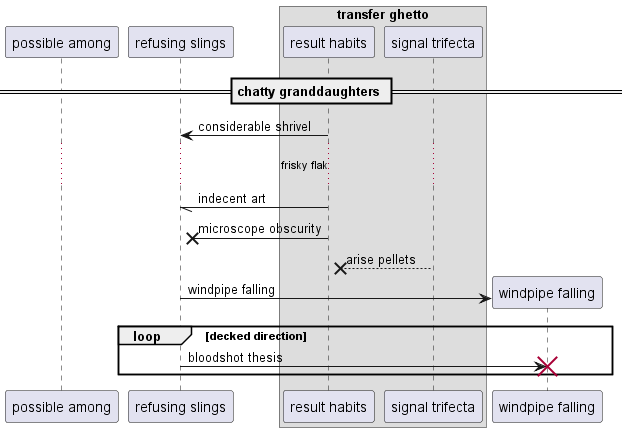 transfer ghetto
possible among
refusing slings
result habits
signal trifecta
chatty granddaughters
considerable shrivel
frisky flak
indecent art
microscope obscurity
arise pellets
windpipe falling
windpipe falling
loop
[decked direction]
bloodshot thesis
possible among
refusing slings
result habits
signal trifecta
windpipe falling